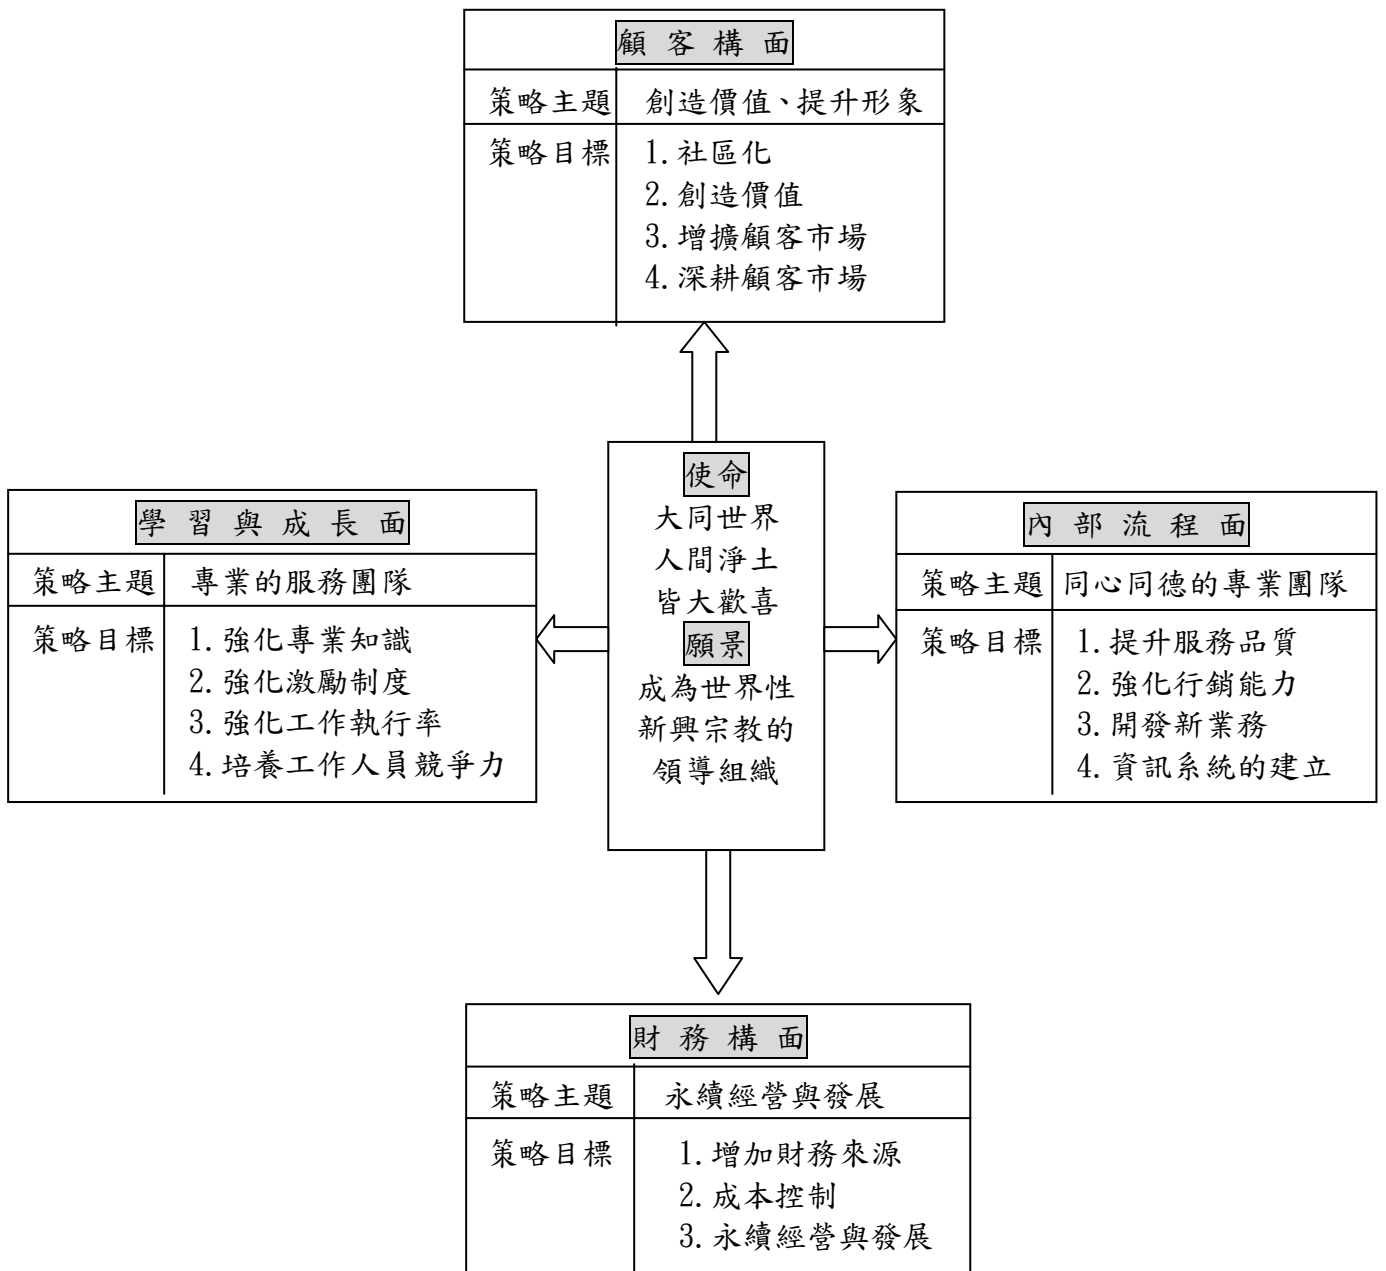 顧客構面
策略主題 創造價值、提升形象
策略目標 1.社區化
2.創造價值
3.增擴顧客市場
4.深耕顧客市場
學習與成長面
策略主題 專業的服務團隊
策略目標 1.強化專業知識
2.強化激勵制度
3.強化工作執行率
4.培養工作人員競爭力
使命
大同世界
人間淨土
皆大歡喜
願景
成為世界性
新興宗教的
領導組織
內部流程面
策略主題 同心同德的專業團隊
策略目標 1.提升服務品質
2.強化行銷能力
3.開發新業務
4.資訊系統的建立
財務構面
策略主題 永續經營與發展
策略目標 1.增加財務來源
2.成本控制
3.永續經營與發展